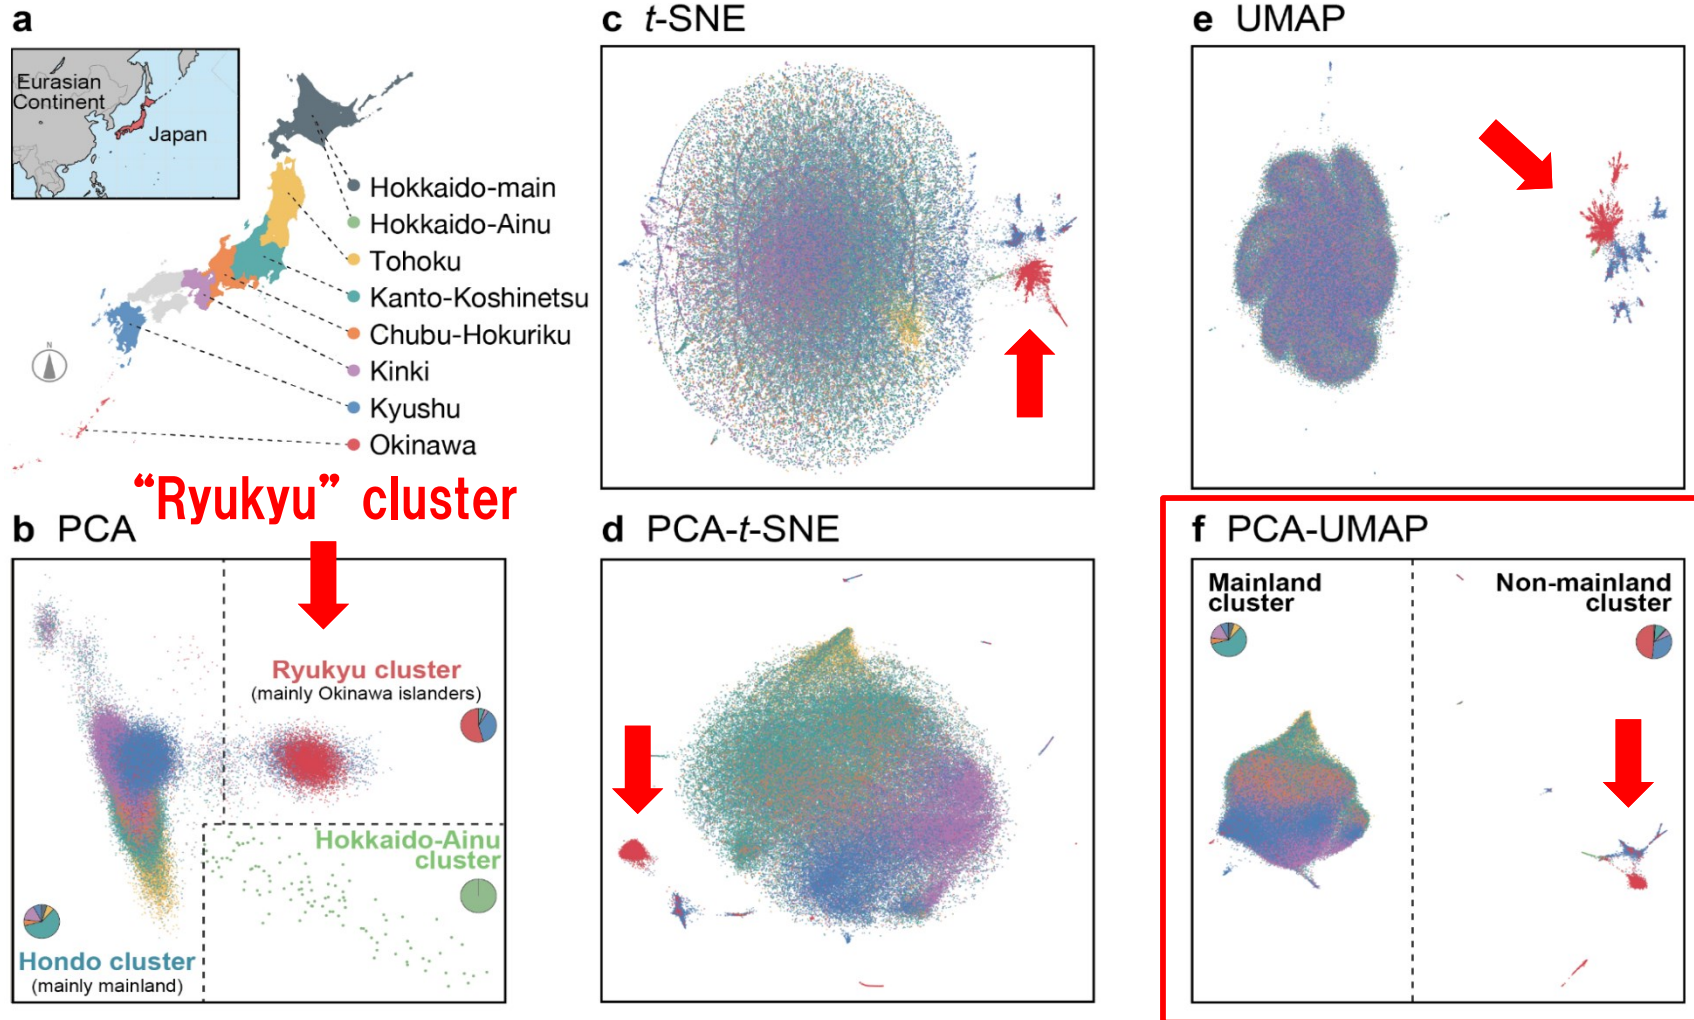 a
Eurasian
Continent
Japan
N
Hokkaido-main
Hokkaido-Ainu
Tohoku
Kanto-Koshinetsu
Chubu-Hokuriku
Kinki
Kyushu
Okinawa
“Ryukyu” cluster
b PCA
Ryukyu cluster
(mainly Okinawa islanders)
Hokkaido-Ainu
cluster
Hondo cluster
(mainly mainland)
c t-SNE
d PCA-t-SNE
e UMAP
f PCA-UMAP
Mainland
cluster
Non-mainland
cluster